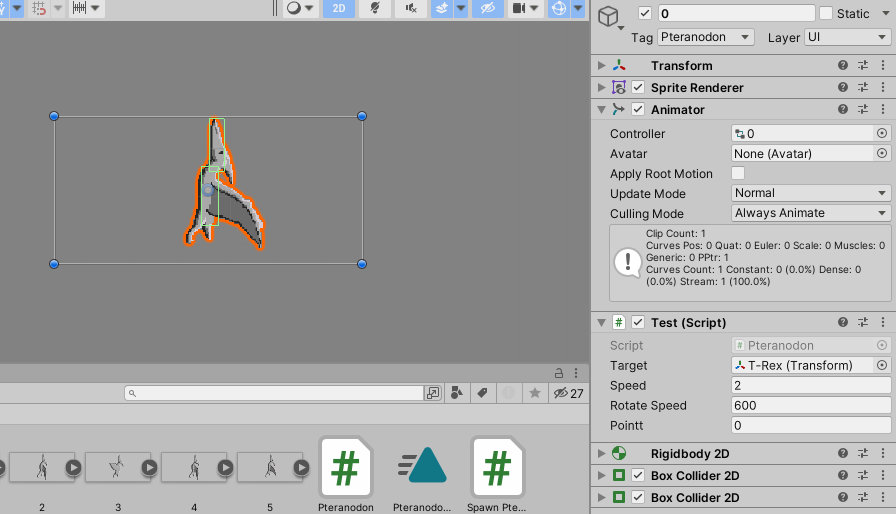 2D
0
Static
Tag Pteranodon Layer UI
Transform
Sprite Renderer
Animator
Controller 0
Avatar None (Avatar)
Apply Root Motion
Update Mode Normal
Culling Mode Always Animate
Clip Count: 1
Curves Pos: 0 Quat: 0 Euler: 0 Scale: 0 Muscles: 0
Generic: 0 PPtr: 1
Curves Count: 1 Constant: 0 (0.0%) Dense: 0
(0.0%) Stream: 1 (100.0%)
Test (Script)
Script Pteranodon
Target T-Rex (Transform)
Speed 2
Rotate Speed 600
Pointt 0
Rigidbody 2D
Box Collider 2D
Box Collider 2D
27
2
3
4
5
Pteranodon
Pteranodo...
Spawn Pte...